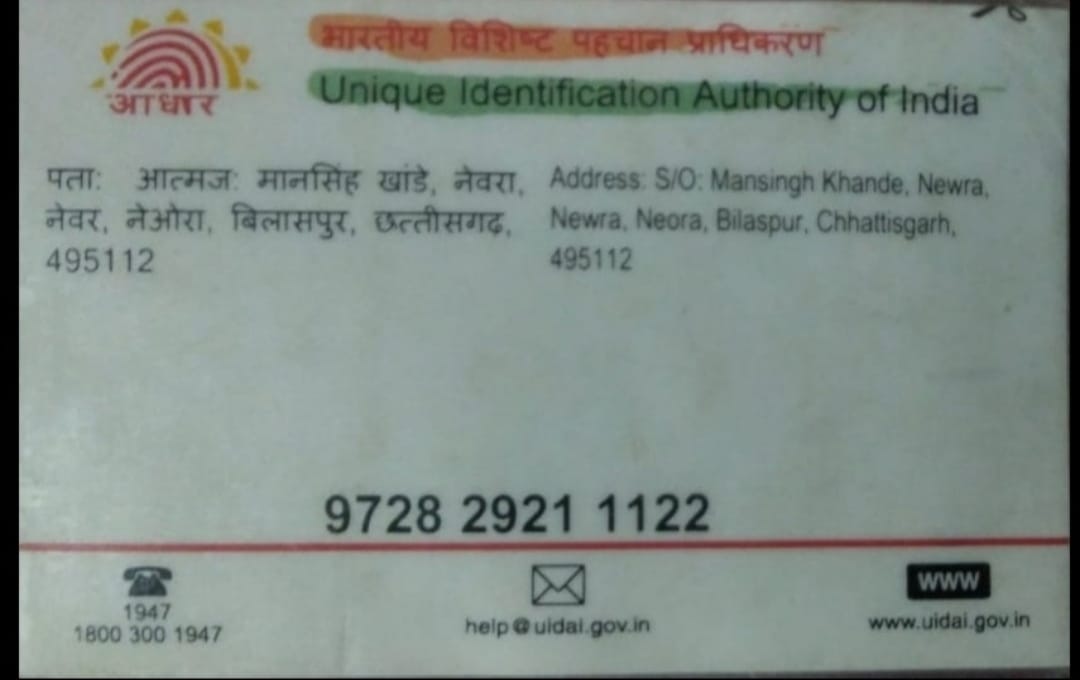 आधार
भारतीय विशिष्ट पहचान प्राधिकरण
Unique Identification Authority of India
पता: आत्मज: मानसिंह खांडे, नेवरा,
नेवर, नेओरा, बिलासपुर, छत्तीसगढ़,
495112
Address: S/O: Mansingh Khande, Newra,
Newra, Neora, Bilaspur, Chhattisgarh,
495112
9728 2921 1122
1947
1800 300 1947
help@uidai.gov.in
www
www.uidai.gov.in